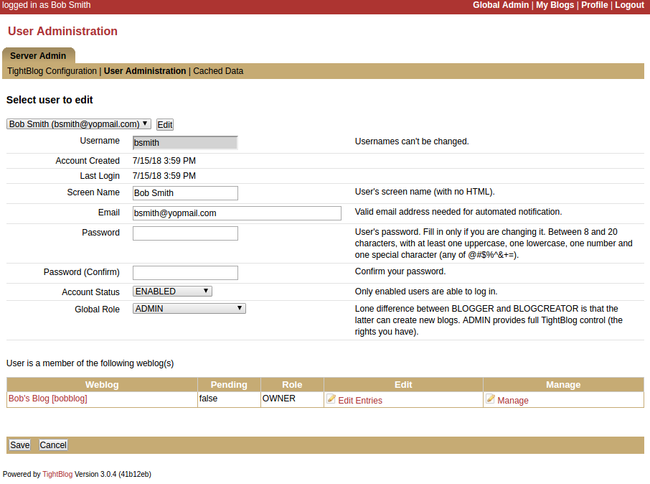 logged in as Bob Smith
Global Admin | My Blogs | Profile | Logout
User Administration
Server Admin
TightBlog Configuration | User Administration | Cached Data
Select user to edit
Bob Smith (bsmith@yopmail.com) Edit
Username bsmith Usernames can't be changed.
Account Created 7/15/18 3:59 PM
Last Login 7/15/18 3:59 PM
Screen Name Bob Smith User's screen name (with no HTML).
Email bsmith@yopmail.com Valid email address needed for automated notification.
Password User's password. Fill in only if you are changing it. Between 8 and 20
characters, with at least one uppercase, one lowercase, one number and
one special character (any of @#$%^&+=).
Password (Confirm) Confirm your password.
Account Status ENABLED Only enabled users are able to log in.
Global Role ADMIN Lone difference between BLOGGER and BLOGCREATOR is that the
latter can create new blogs. ADMIN provides full TightBlog control (the
rights you have).
User is a member of the following weblog(s)
Weblog Pending Role Edit Manage
Bob's Blog [bobblog] false OWNER Edit Entries Manage
Save Cancel
Powered by TightBlog Version 3.0.4 (41b12eb)